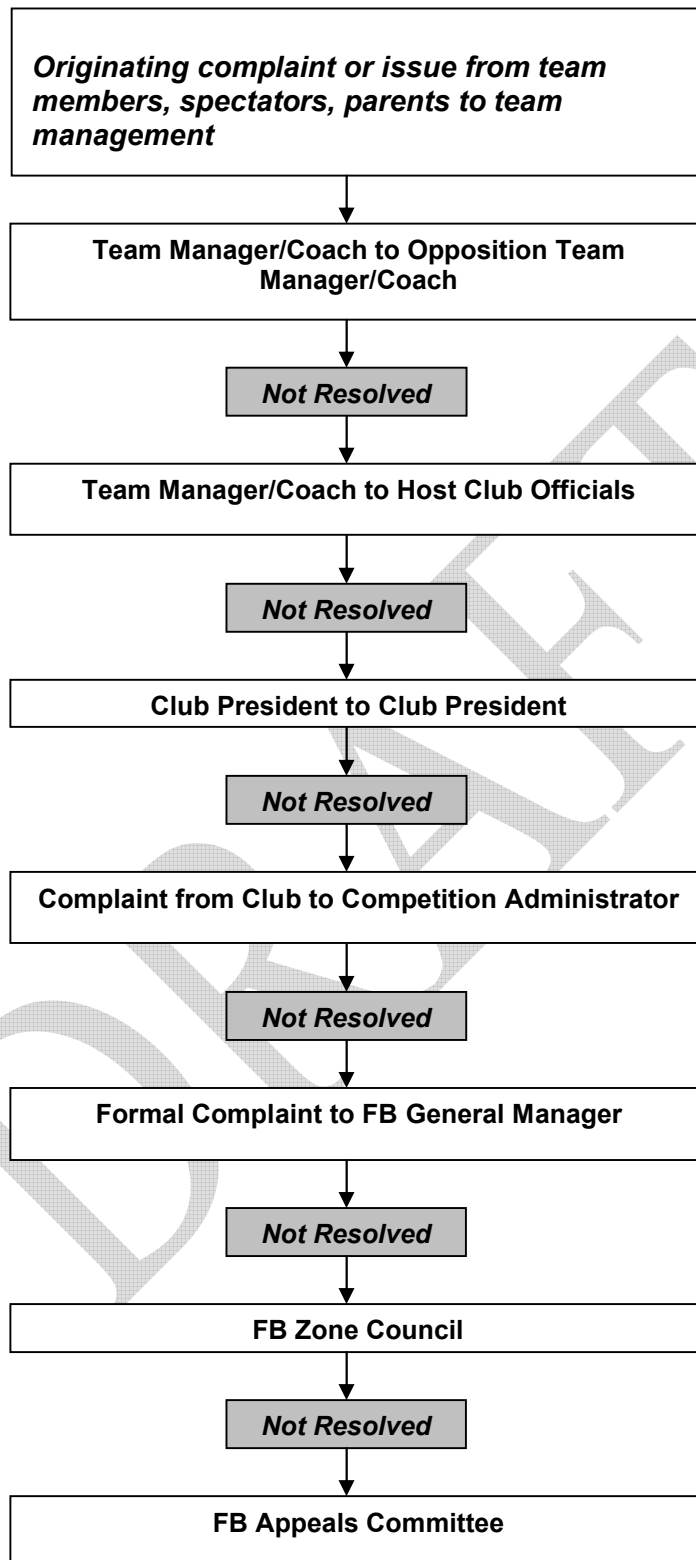 Originating complaint or issue from team
members, spectators, parents to team
management
Team Manager/Coach to Opposition Team
Manager/Coach
Not Resolved
Team Manager/Coach to Host Club Officials
Not Resolved
Club President to Club President
Not Resolved
Complaint from Club to Competition Administrator
Not Resolved
Formal Complaint to FB General Manager
Not Resolved
FB Zone Council
Not Resolved
FB Appeals Committee
DRAFT